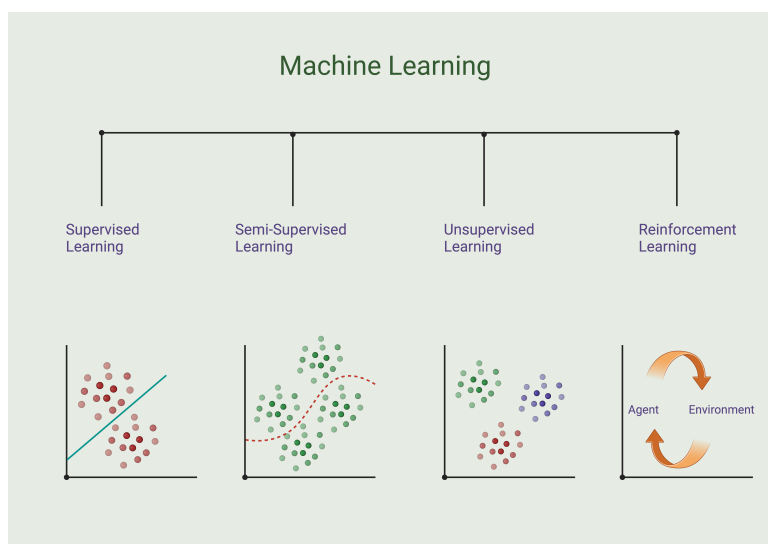 Machine Learning
Supervised
Learning
Semi-Supervised
Learning
Unsupervised
Learning
Reinforcement
Learning
Agent
Environment